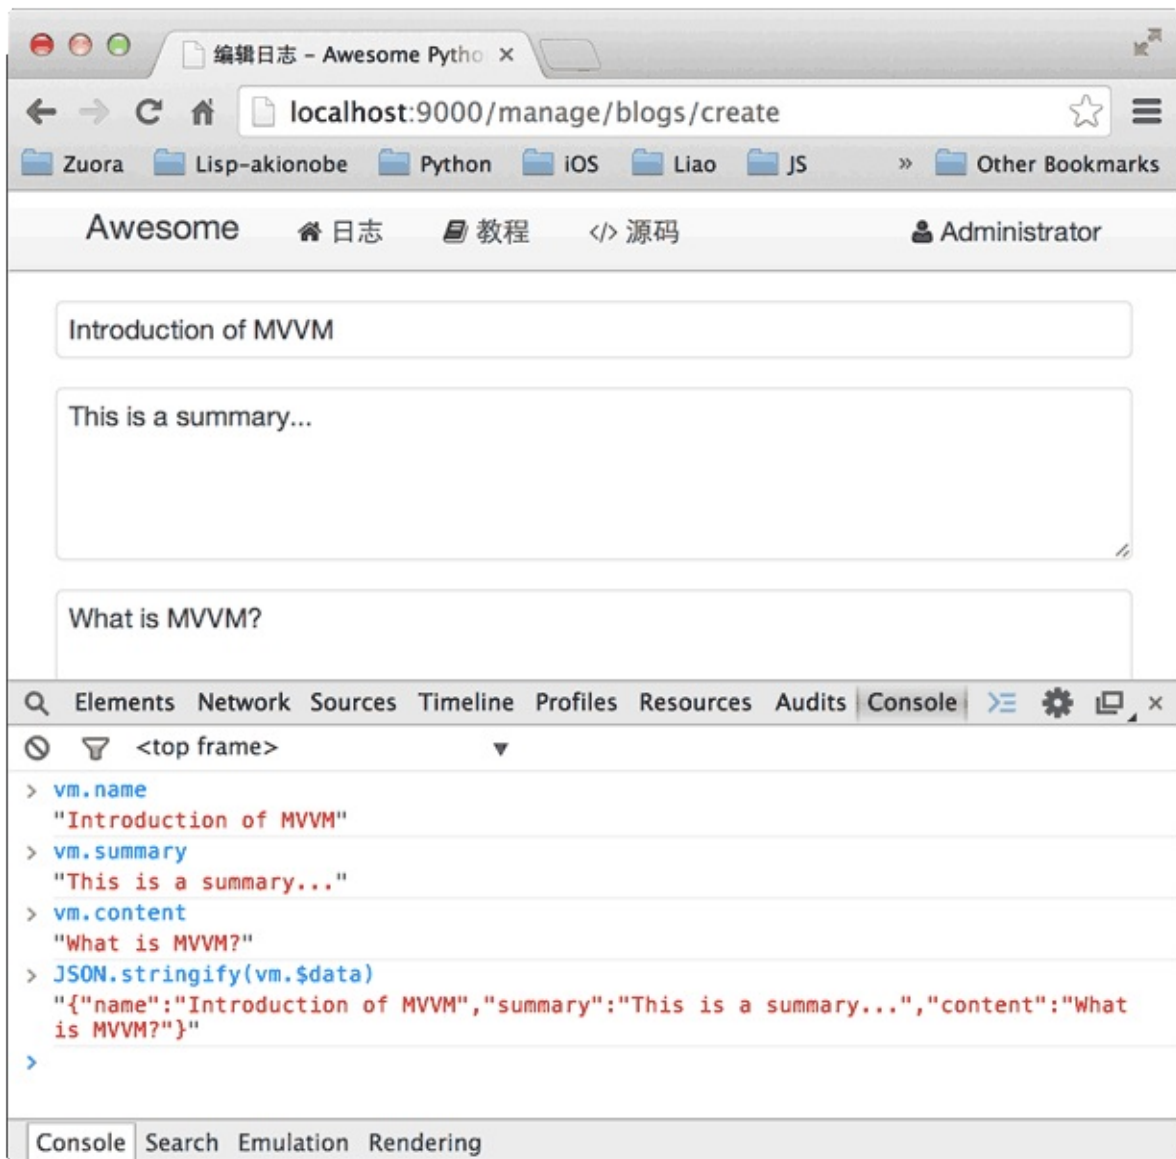 编辑日志 – Awesome Pytho
localhost:9000/manage/blogs/create
Zuora Lisp-akionobe Python iOS Liao JS » Other Bookmarks
Awesome 日志 教程 </> 源码 Administrator
Introduction of MVVM
This is a summary...
What is MVVM?
Elements Network Sources Timeline Profiles Resources Audits Console
<top frame>
> vm.name
"Introduction of MVVM"
> vm.summary
"This is a summary..."
> vm.content
"What is MVVM?"
> JSON.stringify(vm.$data)
"{"name":"Introduction of MVVM","summary":"This is a summary...","content":"What
is MVVM?"}"
>
Console Search Emulation Rendering